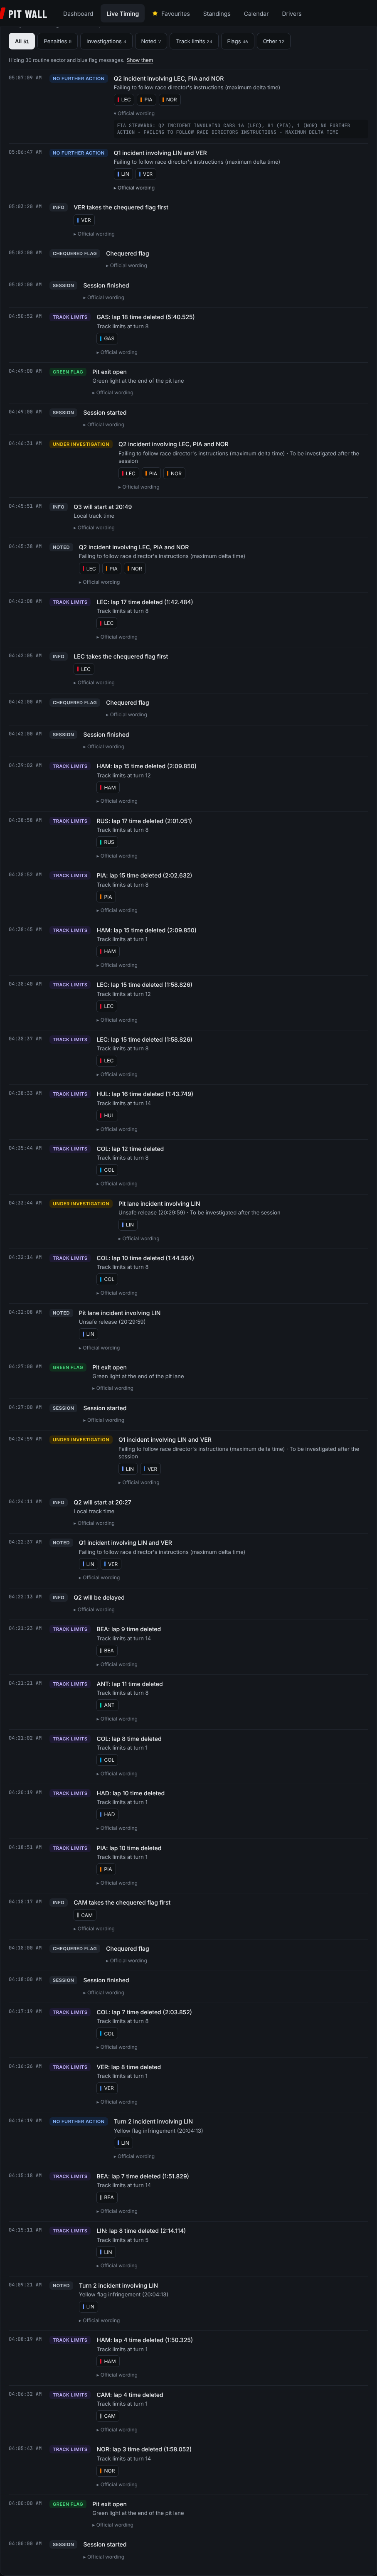 PIT WALL
Dashboard
Live Timing
Favourites
Standings
Calendar
Drivers
All 51
Penalties 0
Investigations 3
Noted 7
Track limits 22
Flags 36
Other 12
Hiding 30 routine sector and blue flag messages. Show them
05:07:09 AM NO FURTHER ACTION Q2 incident involving LEC, PIA and NOR
Failing to follow race director's instructions (maximum delta time)
LEC PIA NOR
▾ Official wording
FIA STEWARDS: Q2 INCIDENT INVOLVING CARS 16 (LEC), 81 (PIA), 1 (NOR) NO FURTHER
ACTION - FAILING TO FOLLOW RACE DIRECTORS INSTRUCTIONS - MAXIMUM DELTA TIME
05:06:47 AM NO FURTHER ACTION Q1 incident involving LIN and VER
Failing to follow race director's instructions (maximum delta time)
LIN VER
▸ Official wording
05:03:20 AM INFO VER takes the chequered flag first
VER
▸ Official wording
05:02:00 AM CHEQUERED FLAG Chequered flag
▸ Official wording
05:02:00 AM SESSION Session finished
▸ Official wording
04:58:52 AM TRACK LIMITS GAS: lap 18 time deleted (5:40.525)
Track limits at turn 8
GAS
▸ Official wording
04:49:00 AM GREEN FLAG Pit exit open
Green light at the end of the pit lane
▸ Official wording
04:49:00 AM SESSION Session started
▸ Official wording
04:46:31 AM UNDER INVESTIGATION Q2 incident involving LEC, PIA and NOR
Failing to follow race director's instructions (maximum delta time) · To be investigated after the
session
LEC PIA NOR
▸ Official wording
04:45:51 AM INFO Q3 will start at 20:49
Local track time
▸ Official wording
04:45:38 AM NOTED Q2 incident involving LEC, PIA and NOR
Failing to follow race director's instructions (maximum delta time)
LEC PIA NOR
▸ Official wording
04:42:08 AM TRACK LIMITS LEC: lap 17 time deleted (1:42.484)
Track limits at turn 8
LEC
▸ Official wording
04:42:05 AM INFO LEC takes the chequered flag first
LEC
▸ Official wording
04:42:00 AM CHEQUERED FLAG Chequered flag
▸ Official wording
04:42:00 AM SESSION Session finished
▸ Official wording
04:39:02 AM TRACK LIMITS HAM: lap 15 time deleted (2:09.850)
Track limits at turn 12
HAM
▸ Official wording
04:38:58 AM TRACK LIMITS RUS: lap 17 time deleted (2:01.051)
Track limits at turn 8
RUS
▸ Official wording
04:38:52 AM TRACK LIMITS PIA: lap 15 time deleted (2:02.632)
Track limits at turn 8
PIA
▸ Official wording
04:38:45 AM TRACK LIMITS HAM: lap 15 time deleted (2:09.850)
Track limits at turn 1
HAM
▸ Official wording
04:38:40 AM TRACK LIMITS LEC: lap 15 time deleted (1:58.826)
Track limits at turn 12
LEC
▸ Official wording
04:38:37 AM TRACK LIMITS LEC: lap 15 time deleted (1:58.826)
Track limits at turn 8
LEC
▸ Official wording
04:38:33 AM TRACK LIMITS HUL: lap 16 time deleted (1:43.749)
Track limits at turn 14
HUL
▸ Official wording
04:35:44 AM TRACK LIMITS COL: lap 12 time deleted
Track limits at turn 8
COL
▸ Official wording
04:33:44 AM UNDER INVESTIGATION Pit lane incident involving LIN
Unsafe release (20:29:59) · To be investigated after the session
LIN
▸ Official wording
04:32:14 AM TRACK LIMITS COL: lap 10 time deleted (1:44.564)
Track limits at turn 8
COL
▸ Official wording
04:32:08 AM NOTED Pit lane incident involving LIN
Unsafe release (20:29:59)
LIN
▸ Official wording
04:27:00 AM GREEN FLAG Pit exit open
Green light at the end of the pit lane
▸ Official wording
04:27:00 AM SESSION Session started
▸ Official wording
04:24:59 AM UNDER INVESTIGATION Q1 incident involving LIN and VER
Failing to follow race director's instructions (maximum delta time) · To be investigated after the
session
LIN VER
▸ Official wording
04:24:11 AM INFO Q2 will start at 20:27
Local track time
▸ Official wording
04:22:37 AM NOTED Q1 incident involving LIN and VER
Failing to follow race director's instructions (maximum delta time)
LIN VER
▸ Official wording
04:22:13 AM INFO Q2 will be delayed
▸ Official wording
04:21:23 AM TRACK LIMITS BEA: lap 9 time deleted
Track limits at turn 14
BEA
▸ Official wording
04:21:21 AM TRACK LIMITS ANT: lap 11 time deleted
Track limits at turn 8
ANT
▸ Official wording
04:21:02 AM TRACK LIMITS COL: lap 8 time deleted
Track limits at turn 1
COL
▸ Official wording
04:20:19 AM TRACK LIMITS HAD: lap 10 time deleted
Track limits at turn 1
HAD
▸ Official wording
04:18:51 AM TRACK LIMITS PIA: lap 10 time deleted
Track limits at turn 1
PIA
▸ Official wording
04:18:17 AM INFO CAM takes the chequered flag first
CAM
▸ Official wording
04:18:00 AM CHEQUERED FLAG Chequered flag
▸ Official wording
04:18:00 AM SESSION Session finished
▸ Official wording
04:17:19 AM TRACK LIMITS COL: lap 7 time deleted (2:03.852)
Track limits at turn 8
COL
▸ Official wording
04:16:26 AM TRACK LIMITS VER: lap 8 time deleted
Track limits at turn 1
VER
▸ Official wording
04:16:19 AM NO FURTHER ACTION Turn 2 incident involving LIN
Yellow flag infringement (20:04:13)
LIN
▸ Official wording
04:15:18 AM TRACK LIMITS BEA: lap 7 time deleted (1:51.829)
Track limits at turn 14
BEA
▸ Official wording
04:15:11 AM TRACK LIMITS LIN: lap 8 time deleted (2:14.114)
Track limits at turn 5
LIN
▸ Official wording
04:09:21 AM NOTED Turn 2 incident involving LIN
Yellow flag infringement (20:04:13)
LIN
▸ Official wording
04:08:19 AM TRACK LIMITS HAM: lap 4 time deleted (1:50.325)
Track limits at turn 1
HAM
▸ Official wording
04:06:32 AM TRACK LIMITS CAM: lap 4 time deleted
Track limits at turn 1
CAM
▸ Official wording
04:05:43 AM TRACK LIMITS NOR: lap 3 time deleted (1:58.052)
Track limits at turn 14
NOR
▸ Official wording
04:00:00 AM GREEN FLAG Pit exit open
Green light at the end of the pit lane
▸ Official wording
04:00:00 AM SESSION Session started
▸ Official wording